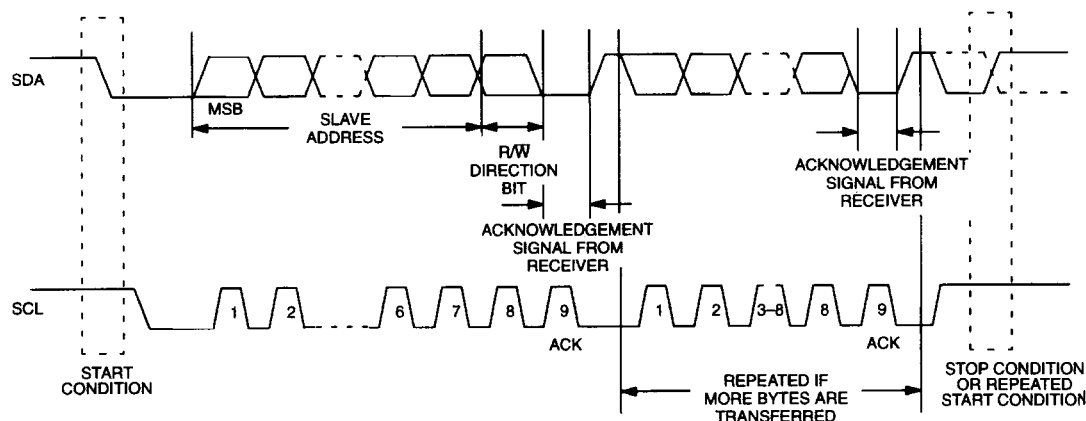 SDA
MSB
SLAVE
ADDRESS
R/W̅
DIRECTION
BIT
ACKNOWLEDGEMENT
SIGNAL FROM
RECEIVER
ACKNOWLEDGEMENT
SIGNAL FROM
RECEIVER
SCL
1 2 6 7 8 9 1 2 3–8 8 9
ACK
ACK
START
CONDITION
REPEATED IF
MORE BYTES ARE
TRANSFERRED
STOP CONDITION
OR REPEATED
START CONDITION